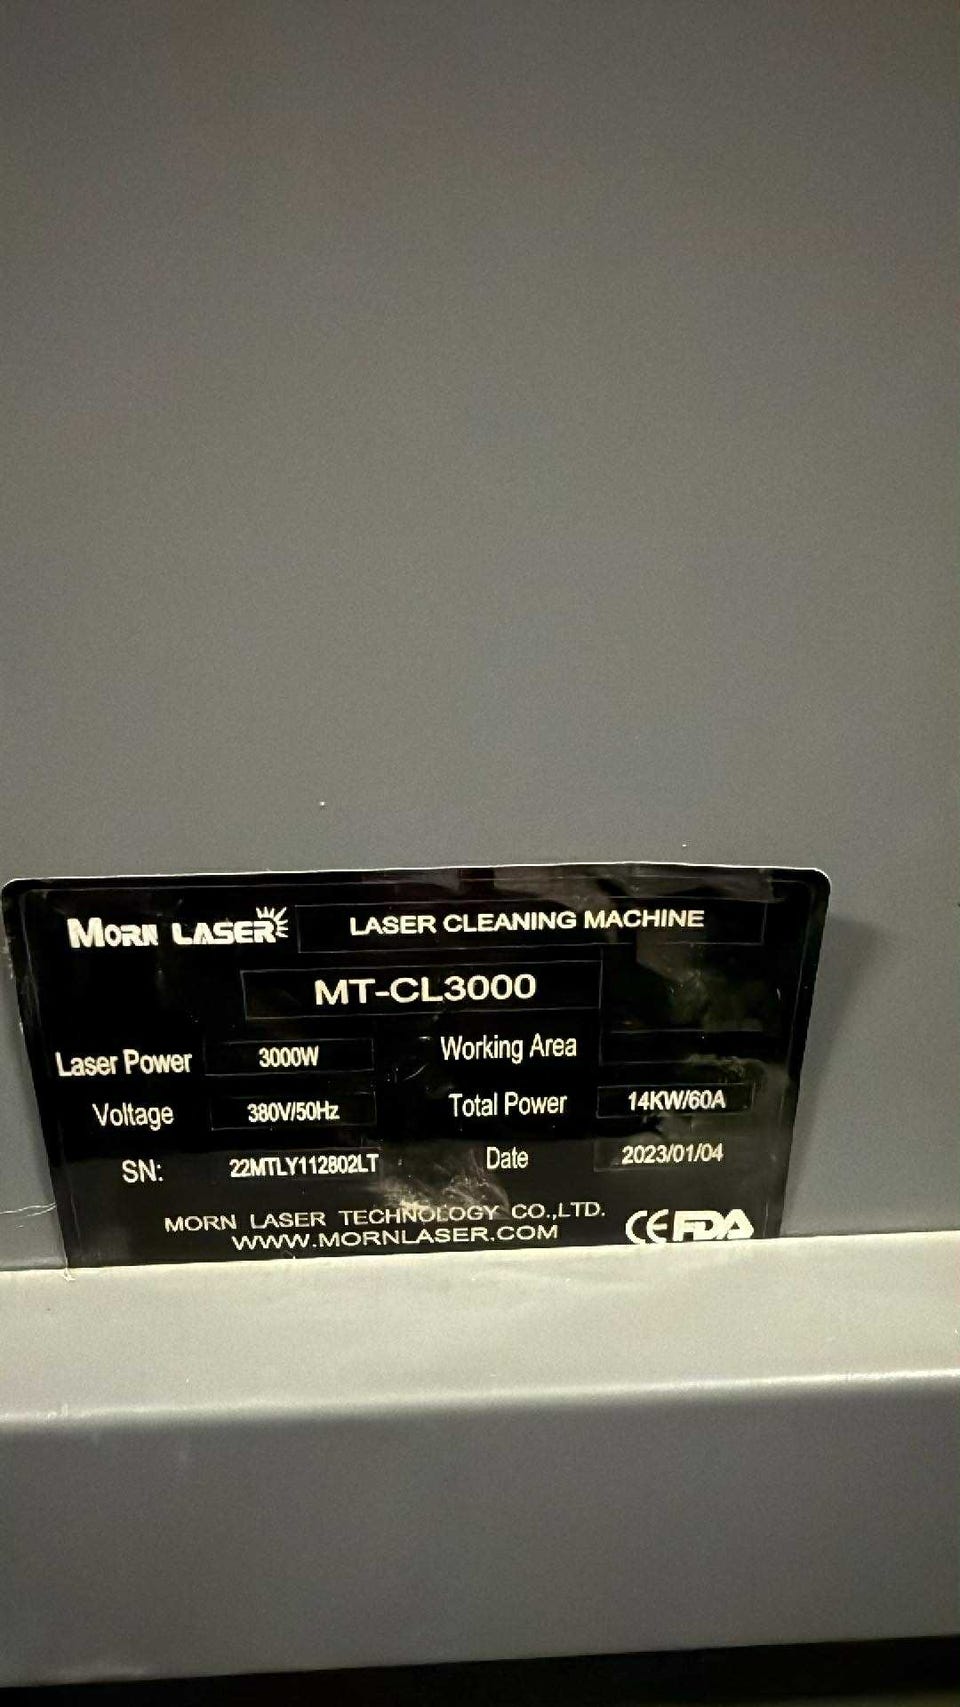 MORN LASER LASER CLEANING MACHINE
MT-CL3000
Laser Power 3000W Working Area
Voltage 380V/50Hz Total Power 14KW/60A
SN: 22MTLY112802LT Date 2023/01/04
MORN LASER TECHNOLOGY CO.,LTD.
WWW.MORNLASER.COM CE FDA